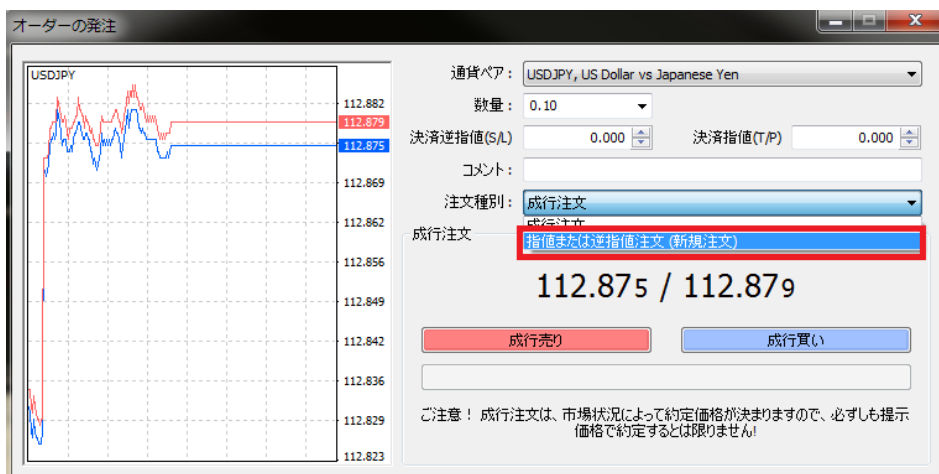 オーダーの発注
USDJPY
112.882
112.879
112.875
112.869
112.862
112.856
112.849
112.842
112.836
112.829
112.823
通貨ペア: USDJPY, US Dollar vs Japanese Yen
数量: 0.10
決済逆指値(S/L) 0.000 決済指値(T/P) 0.000
コメント:
注文種別: 成行注文
成行注文
指値または逆指値注文 (新規注文)
成行注文
112.875 / 112.879
成行売り 成行買い
ご注意! 成行注文は、市場状況によって約定価格が決まりますので、必ずしも提示
価格で約定するとは限りません!